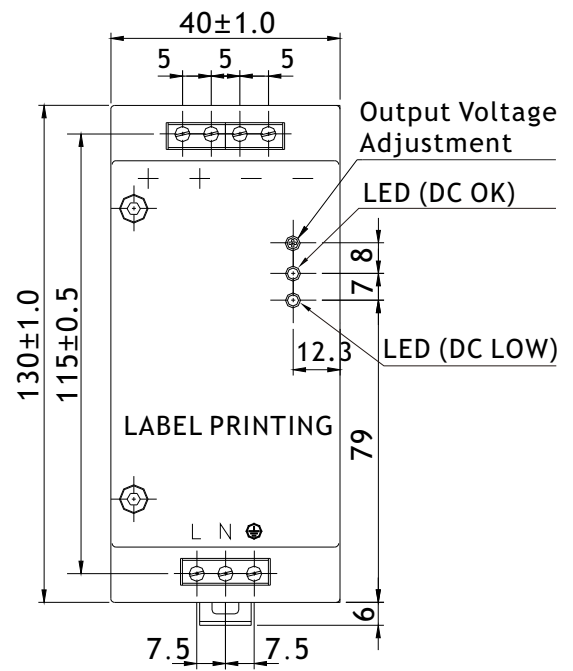 40±1.0
5 5 5
Output Voltage
Adjustment
+ + − −
LED (DC OK)
8
7
12.3
LED (DC LOW)
130±1.0
115±0.5
LABEL PRINTING
79
L N ⏚
6
7.5 7.5